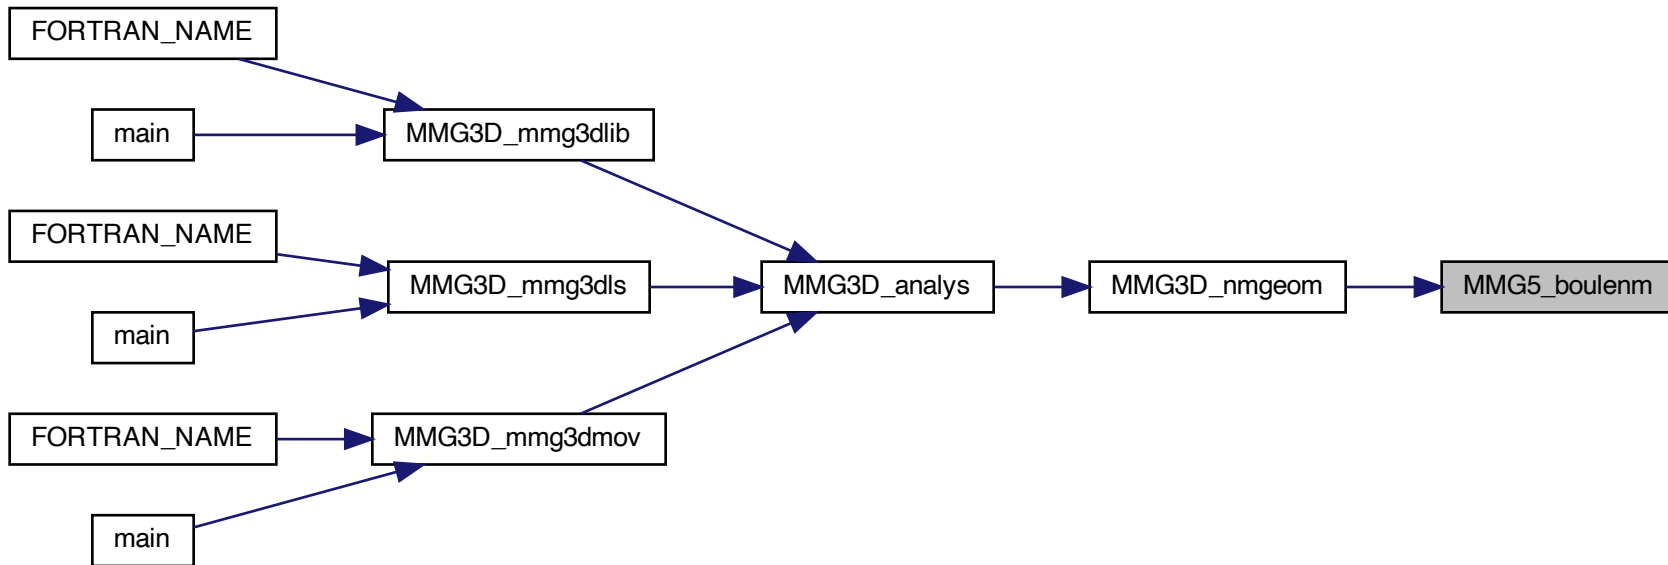 FORTRAN_NAME
main
MMG3D_mmg3dlib
FORTRAN_NAME
main
MMG3D_mmg3dls
MMG3D_analys
MMG3D_nmgeom
MMG5_boulenm
FORTRAN_NAME
main
MMG3D_mmg3dmov